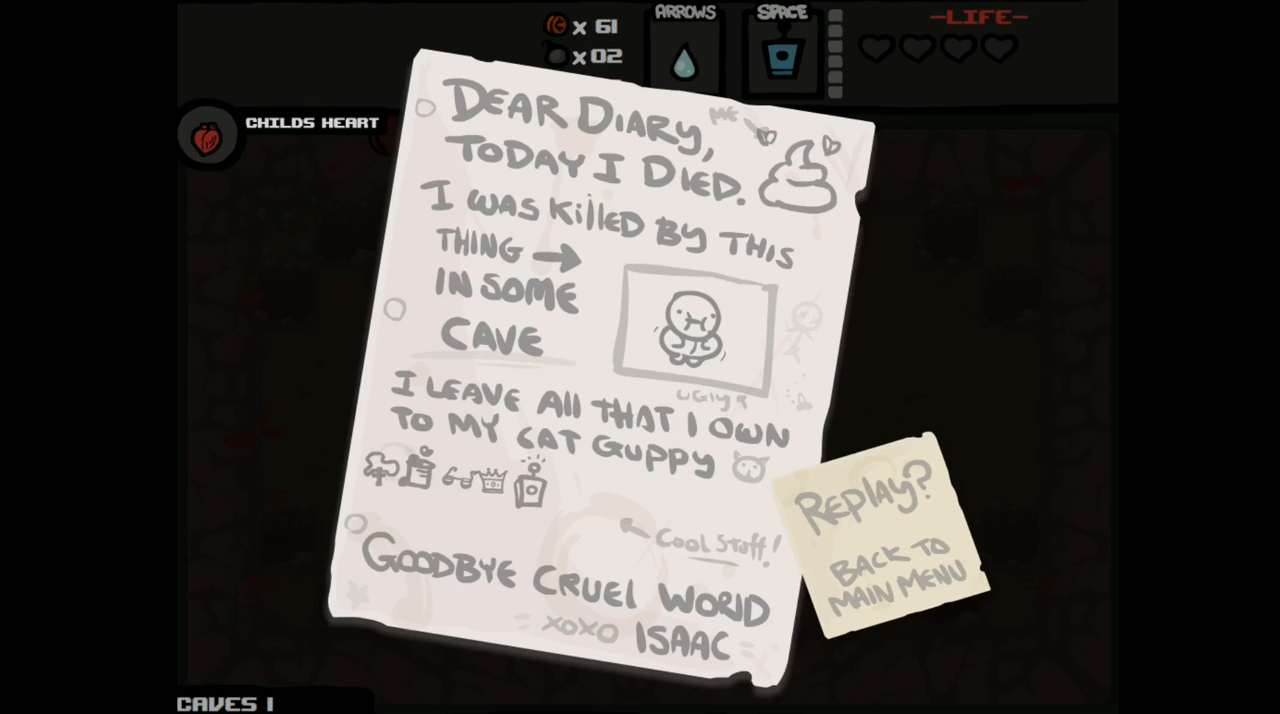 x 61
x 02
ARROWS
SPACE
-LIFE-
CHILDS HEART
DEAR DIARY,
ME
TODAY I DIED.
I WAS KillED BY THIS
THING →
IN SOME
CAVE
UGLY
I LEAVE All THAT I OWN
TO MY CAT GUPPY
COOL STUFF!
GOODBYE CRUEL WORLD
XOXO ISAAC
REPLAY?
BACK TO
MAIN MENU
CAVES I